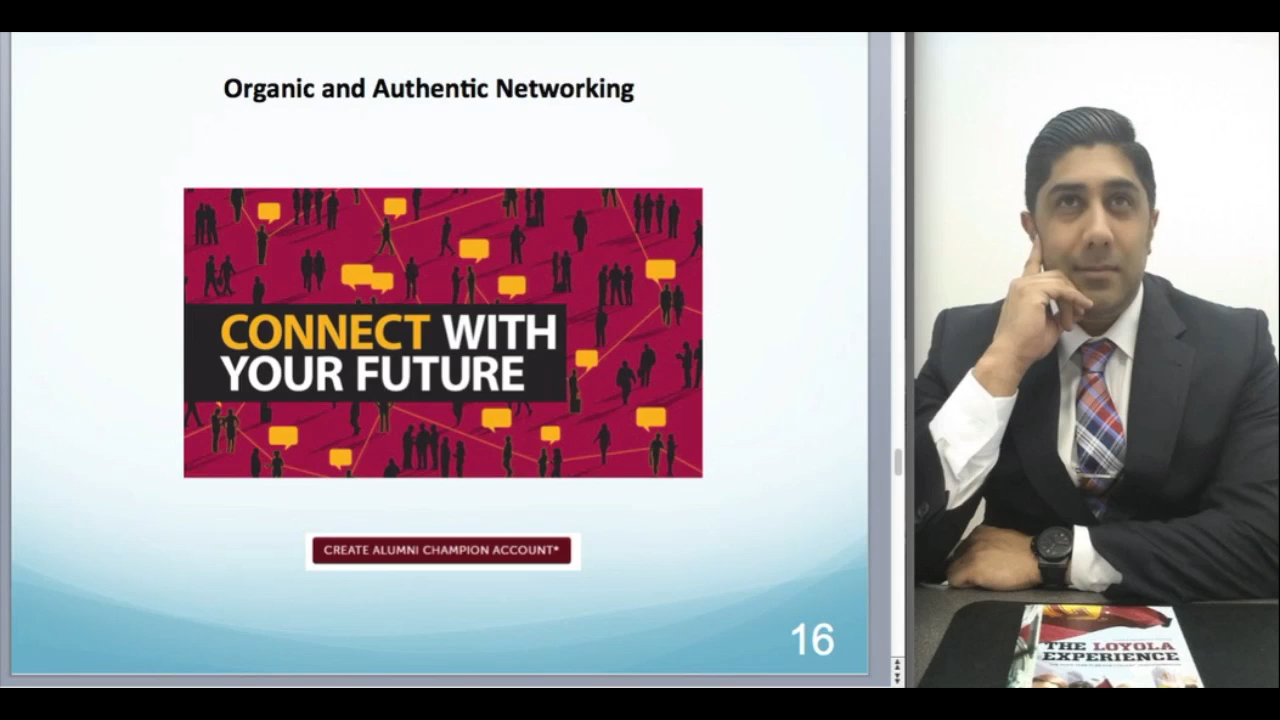 Organic and Authentic Networking
CONNECT WITH
YOUR FUTURE
CREATE ALUMNI CHAMPION ACCOUNT*
16
THE LOYOLA
EXPERIENCE